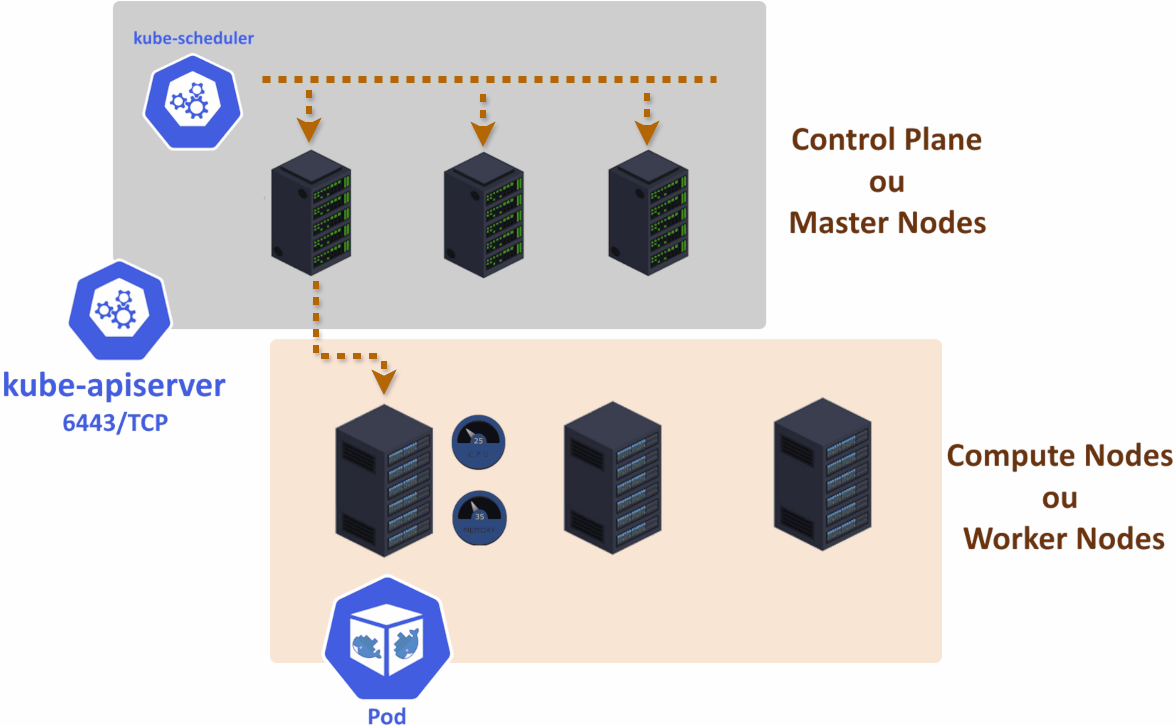 kube-scheduler
Control Plane
ou
Master Nodes
kube-apiserver
6443/TCP
25
CPU
35
MEMORY
Compute Nodes
ou
Worker Nodes
Pod